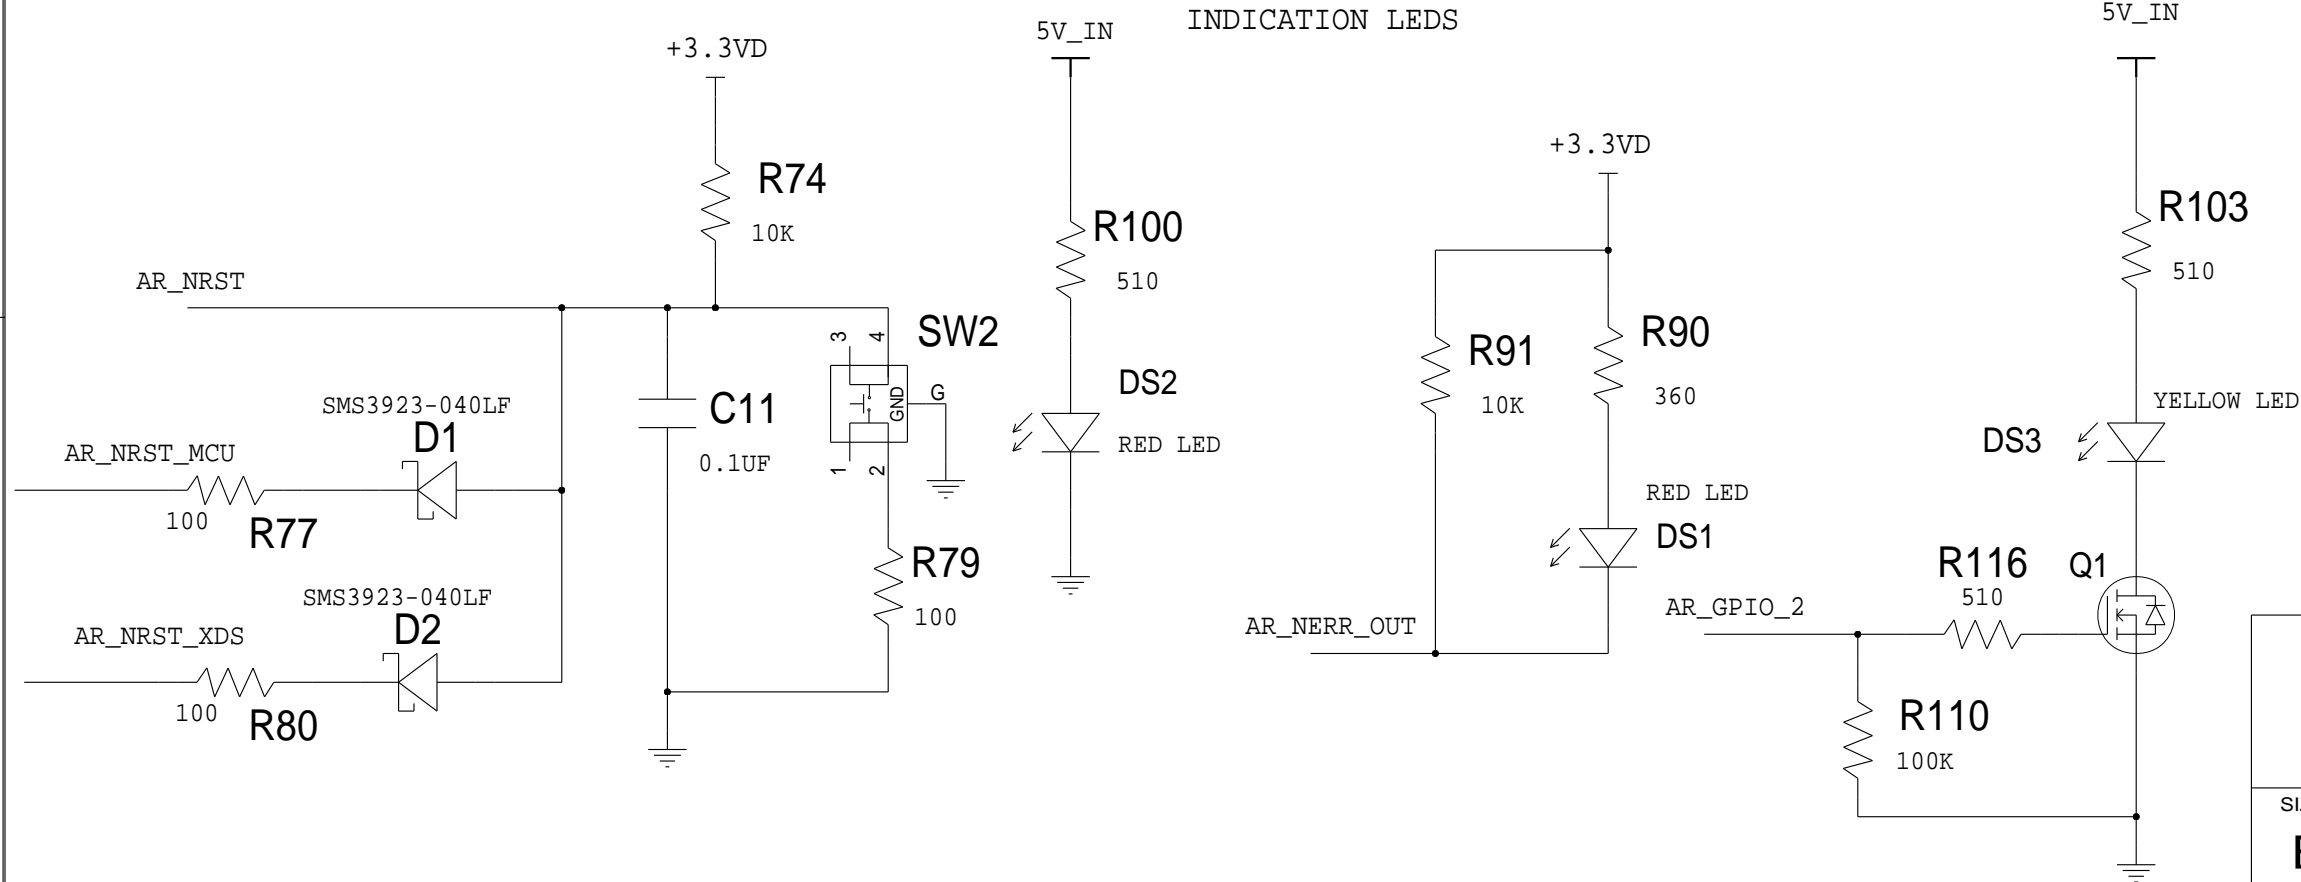 INDICATION LEDS
+3.3VD
R74
10K
AR_NRST
SMS3923-040LF
D1
AR_NRST_MCU
100
R77
SMS3923-040LF
D2
AR_NRST_XDS
100
R80
C11
0.1UF
3
4
SW2
GND
G
1
2
R79
100
5V_IN
R100
510
DS2
RED LED
+3.3VD
R91
10K
R90
360
RED LED
DS1
AR_NERR_OUT
5V_IN
R103
510
YELLOW LED
DS3
R116
510
Q1
AR_GPIO_2
R110
100K